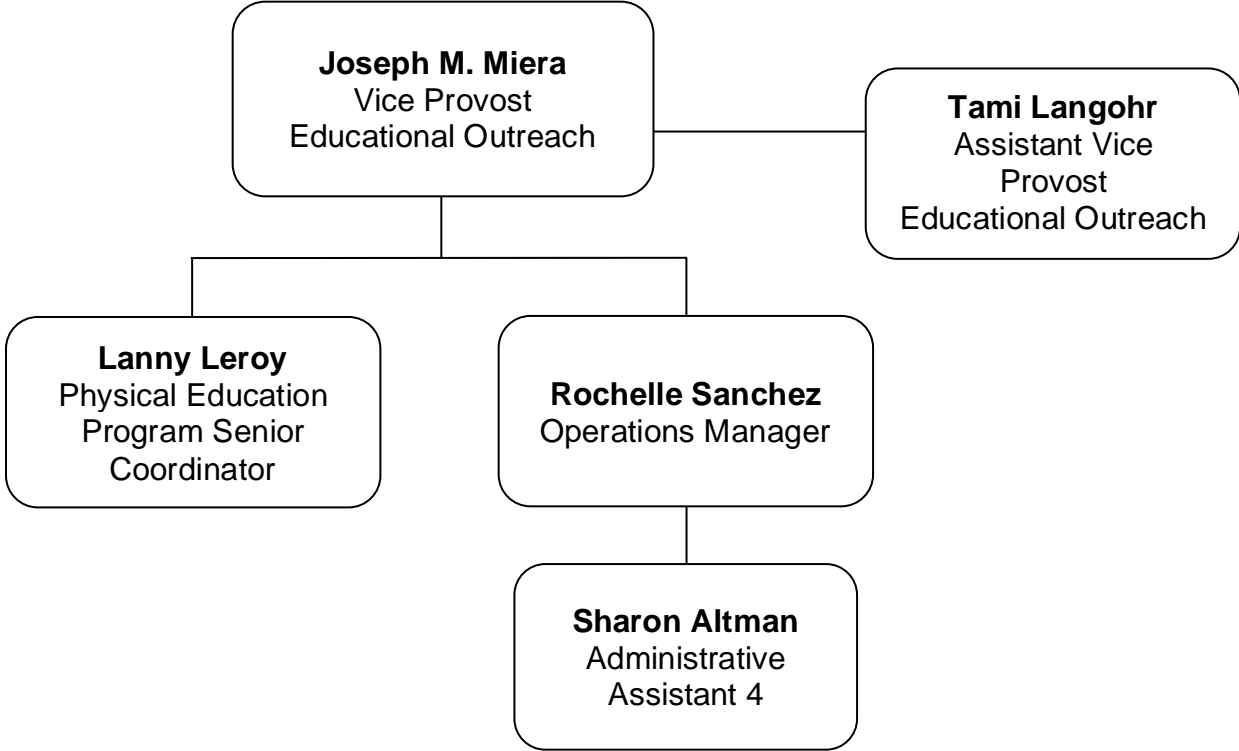 Joseph M. Miera
Vice Provost
Educational Outreach
Tami Langohr
Assistant Vice
Provost
Educational Outreach
Lanny Leroy
Physical Education
Program Senior
Coordinator
Rochelle Sanchez
Operations Manager
Sharon Altman
Administrative
Assistant 4